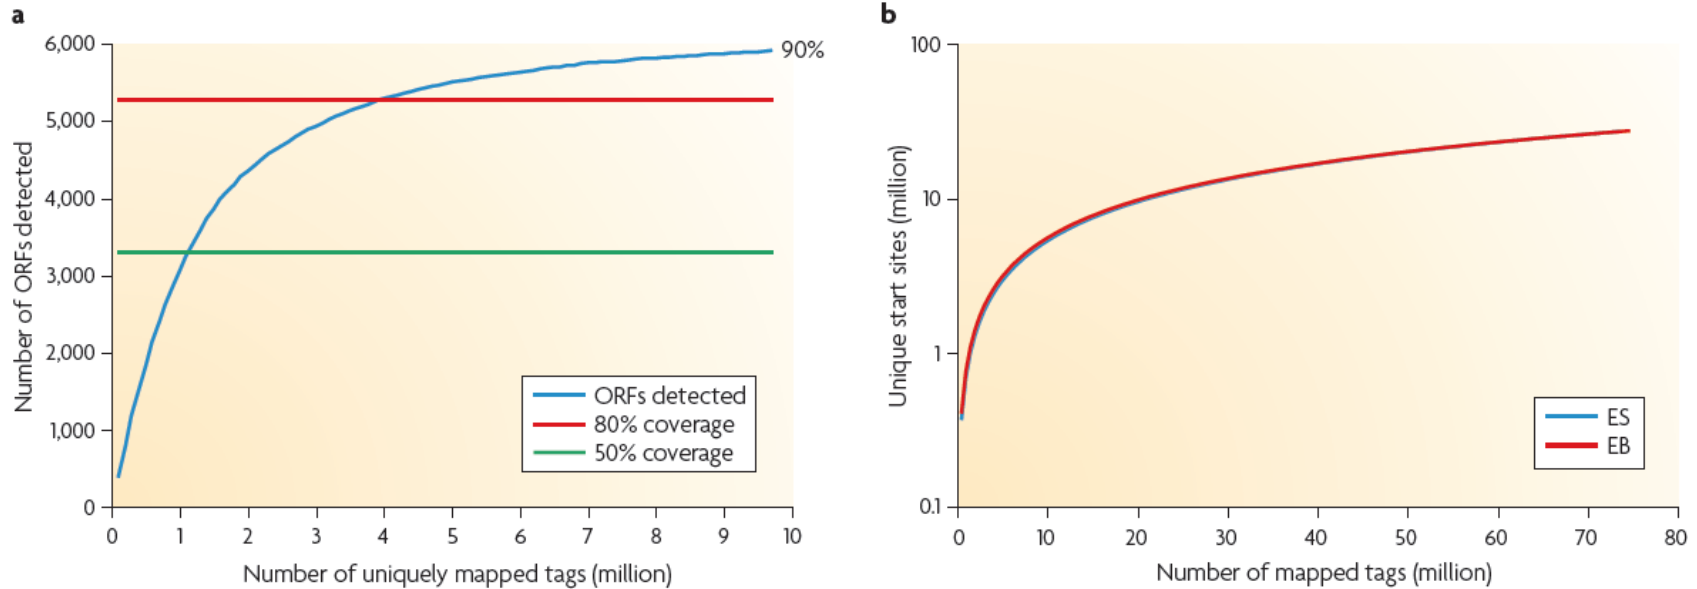 a
6,000
5,000
4,000
3,000
2,000
1,000
0
Number of ORFs detected
90%
ORFs detected
80% coverage
50% coverage
0 1 2 3 4 5 6 7 8 9 10
Number of uniquely mapped tags (million)
b
100
10
1
0.1
Unique start sites (million)
ES
EB
0 10 20 30 40 50 60 70 80
Number of mapped tags (million)